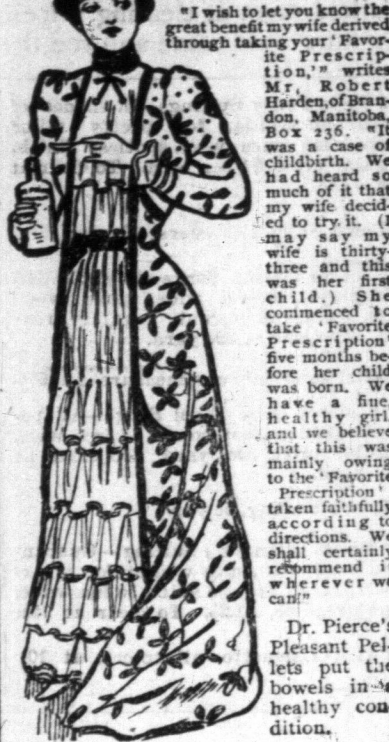 "I wish to let you know the
great benefit my wife derived
through taking your 'Favor-
ite Prescrip-
tion,'" write
Mr. Robert
Harden, of Bran
don, Manitoba,
Box 236. "It
was a case of
childbirth. We
had heard so
much of it that
my wife decid-
ed to try it. (I
may say my
wife is thirty-
three and this
was her first
child.) She
commenced to
take 'Favorite
Prescription'
five months be-
fore her child
was born. We
have a fine,
healthy girl
and we believe
that this was
mainly owing
to the 'Favorite
Prescription'
taken faithfully
according to
directions. We
shall certainly
recommend i
wherever we
can."
Dr. Pierce's
Pleasant Pel-
lets put the
bowels in a
healthy con
dition.